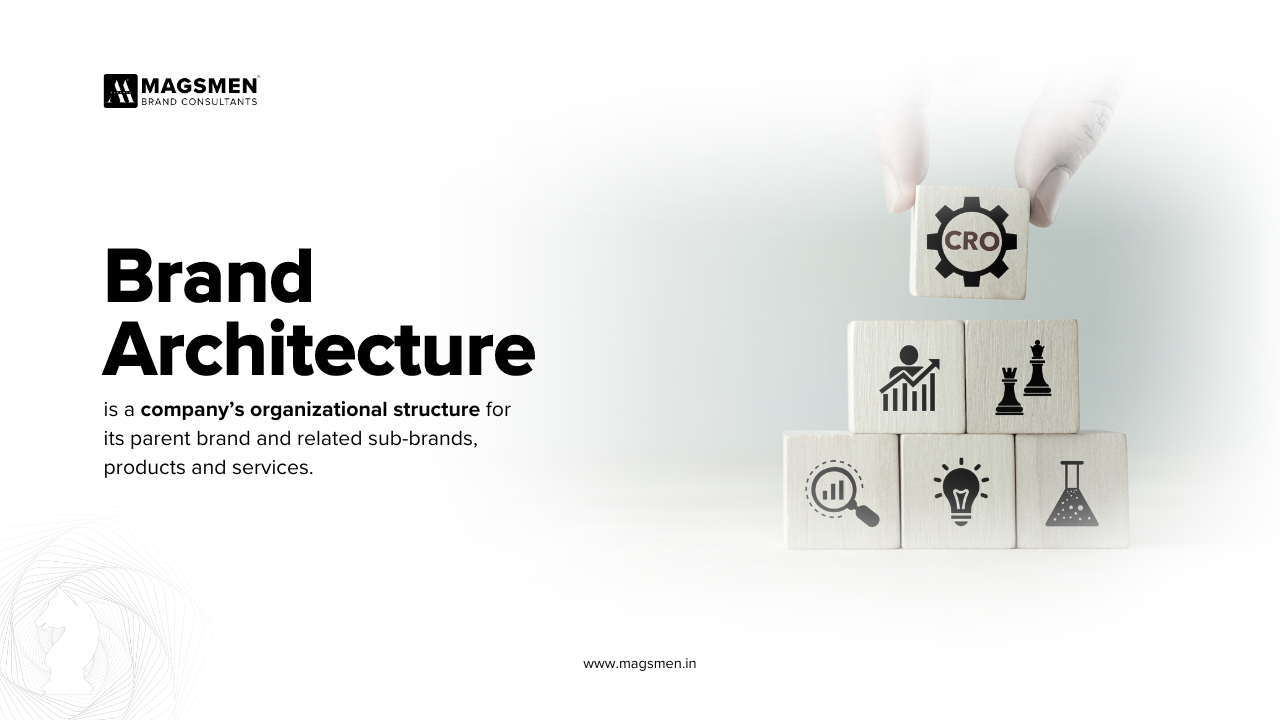 MAGSMEN
BRAND CONSULTANTS
Brand
Architecture
is a company’s organizational structure for
its parent brand and related sub-brands,
products and services.
CRO
www.magsmen.in